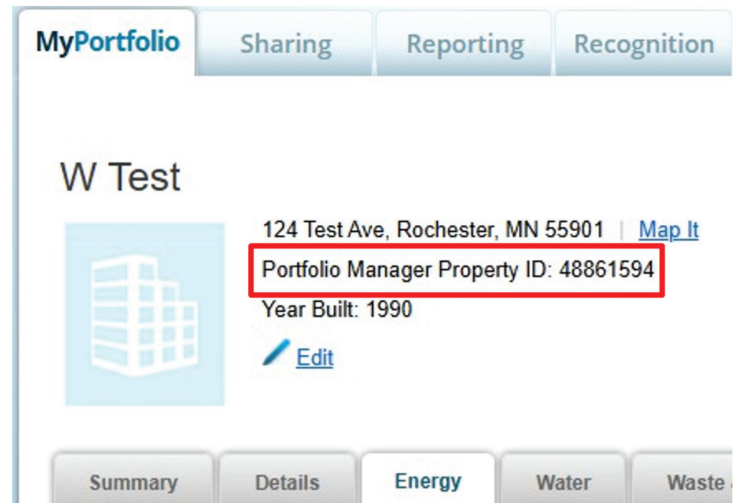 MyPortfolio Sharing Reporting Recognition
W Test
124 Test Ave, Rochester, MN 55901 | Map It
Portfolio Manager Property ID: 48861594
Year Built: 1990
Edit
Summary Details Energy Water Waste